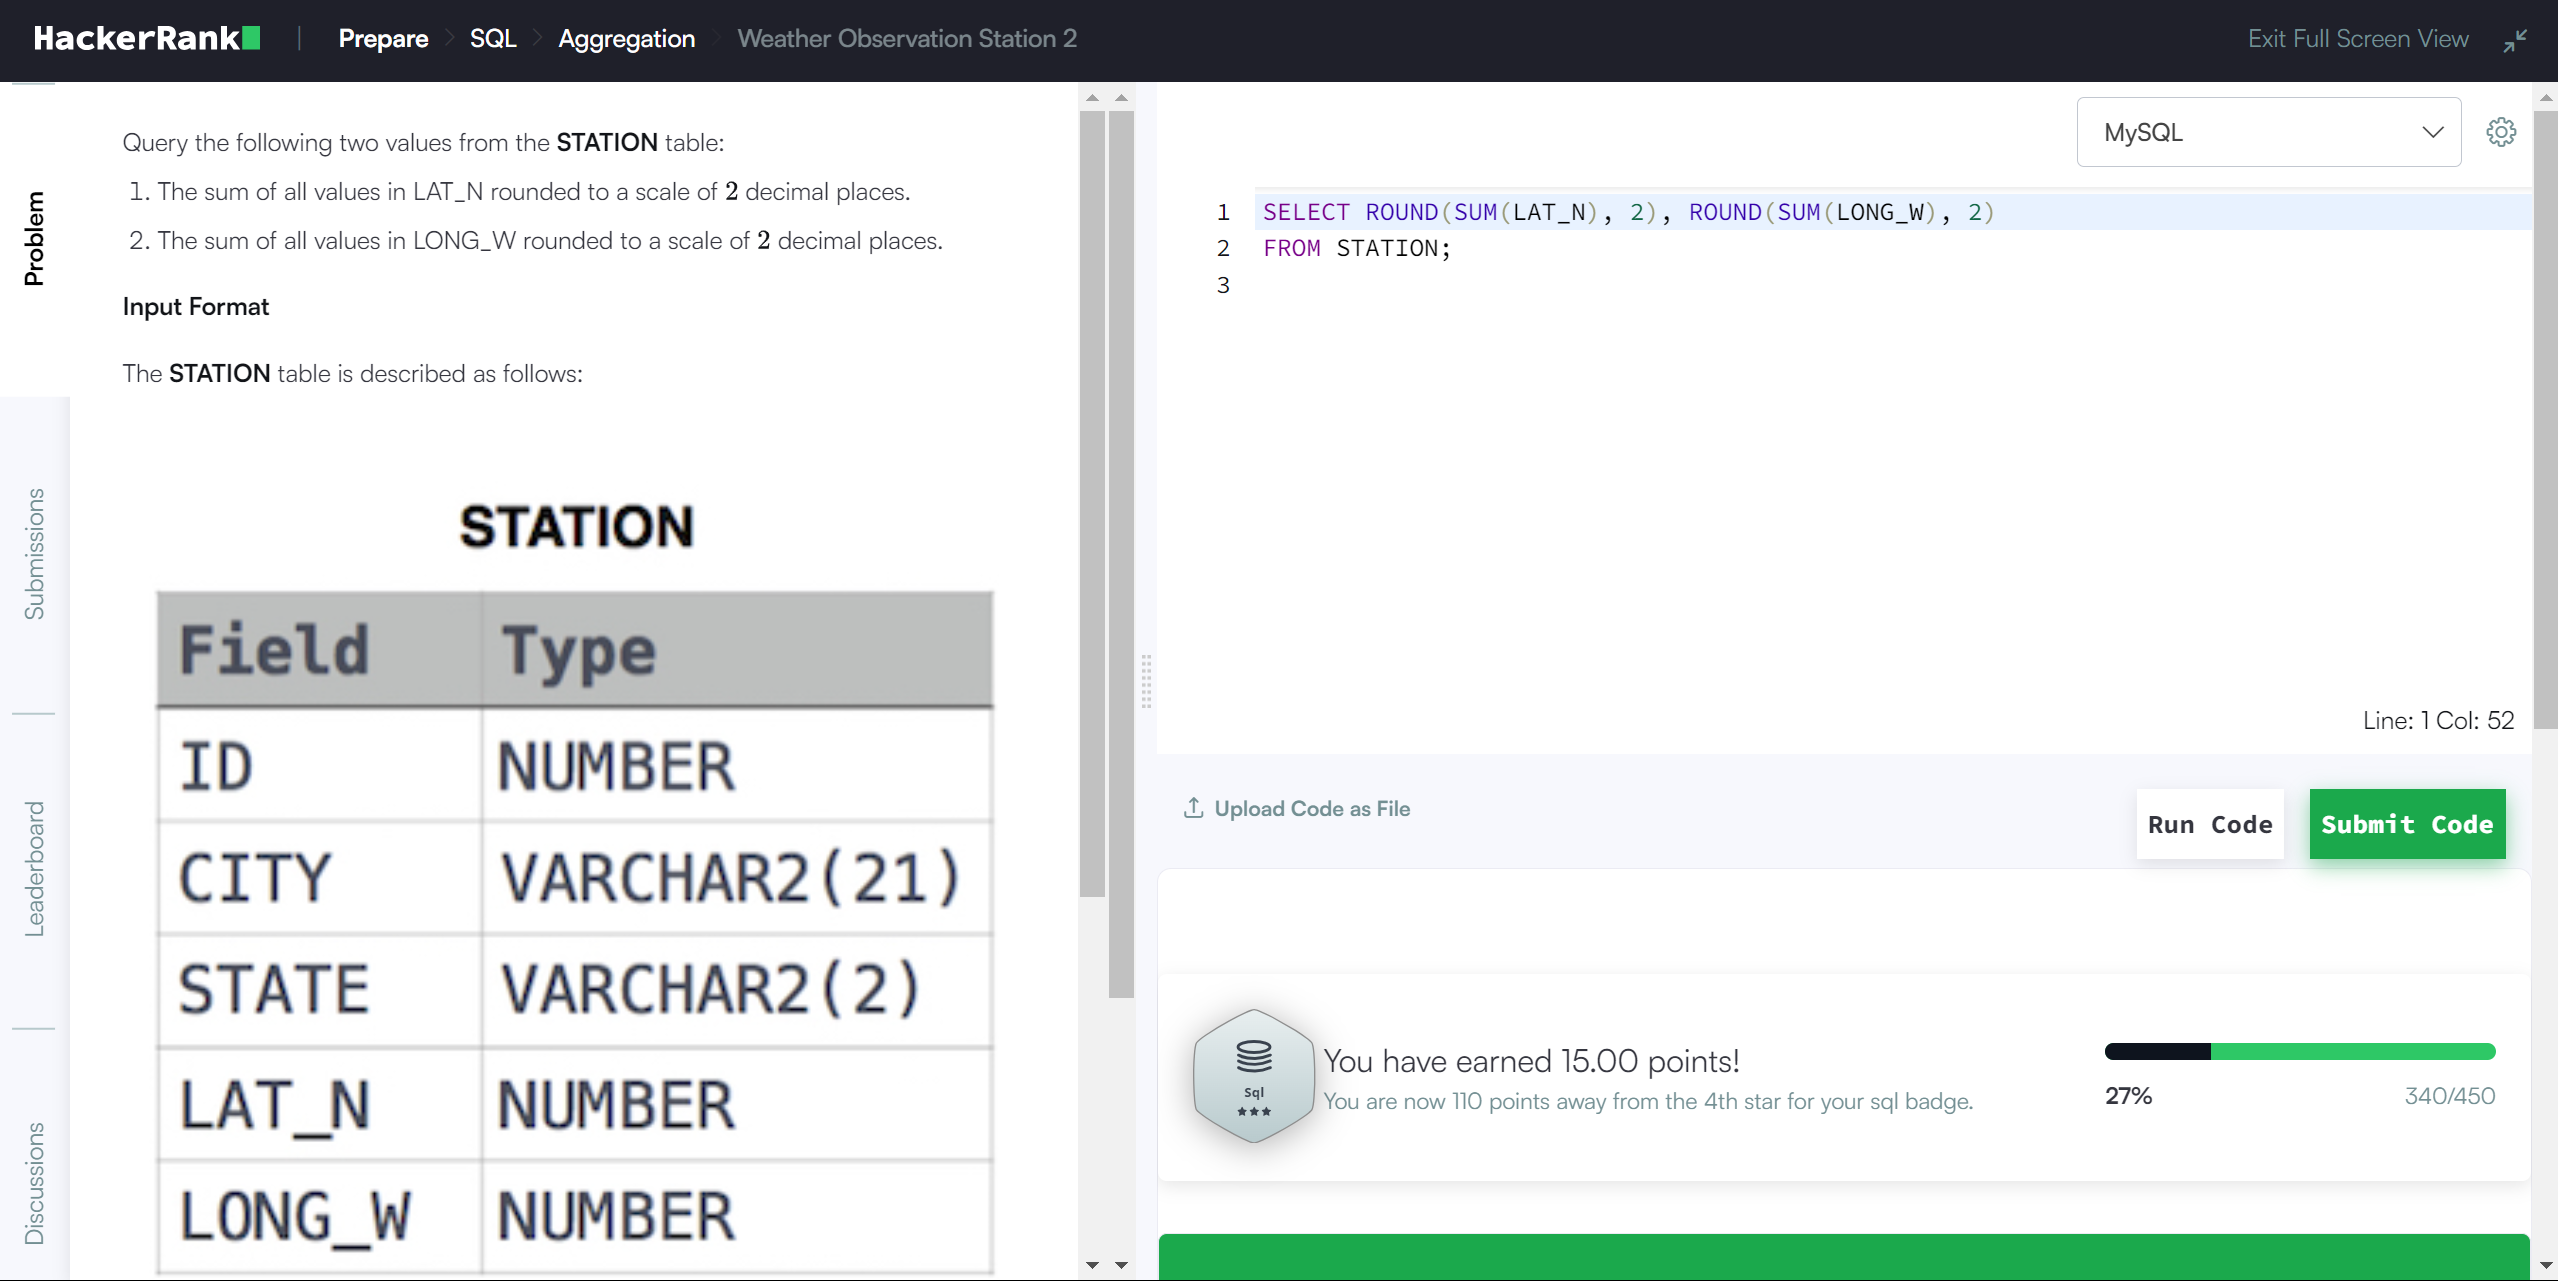 HackerRank | Prepare > SQL > Aggregation > Weather Observation Station 2
Exit Full Screen View
Problem
Submissions
Leaderboard
Discussions
Query the following two values from the STATION table:
1. The sum of all values in LAT_N rounded to a scale of 2 decimal places.
2. The sum of all values in LONG_W rounded to a scale of 2 decimal places.
Input Format
The STATION table is described as follows:
STATION
Field Type
ID NUMBER
CITY VARCHAR2(21)
STATE VARCHAR2(2)
LAT_N NUMBER
LONG_W NUMBER
MySQL
1 SELECT ROUND(SUM(LAT_N), 2), ROUND(SUM(LONG_W), 2)
2 FROM STATION;
3
Line: 1 Col: 52
Upload Code as File
Run Code
Submit Code
Sql
You have earned 15.00 points!
You are now 110 points away from the 4th star for your sql badge.
27% 340/450